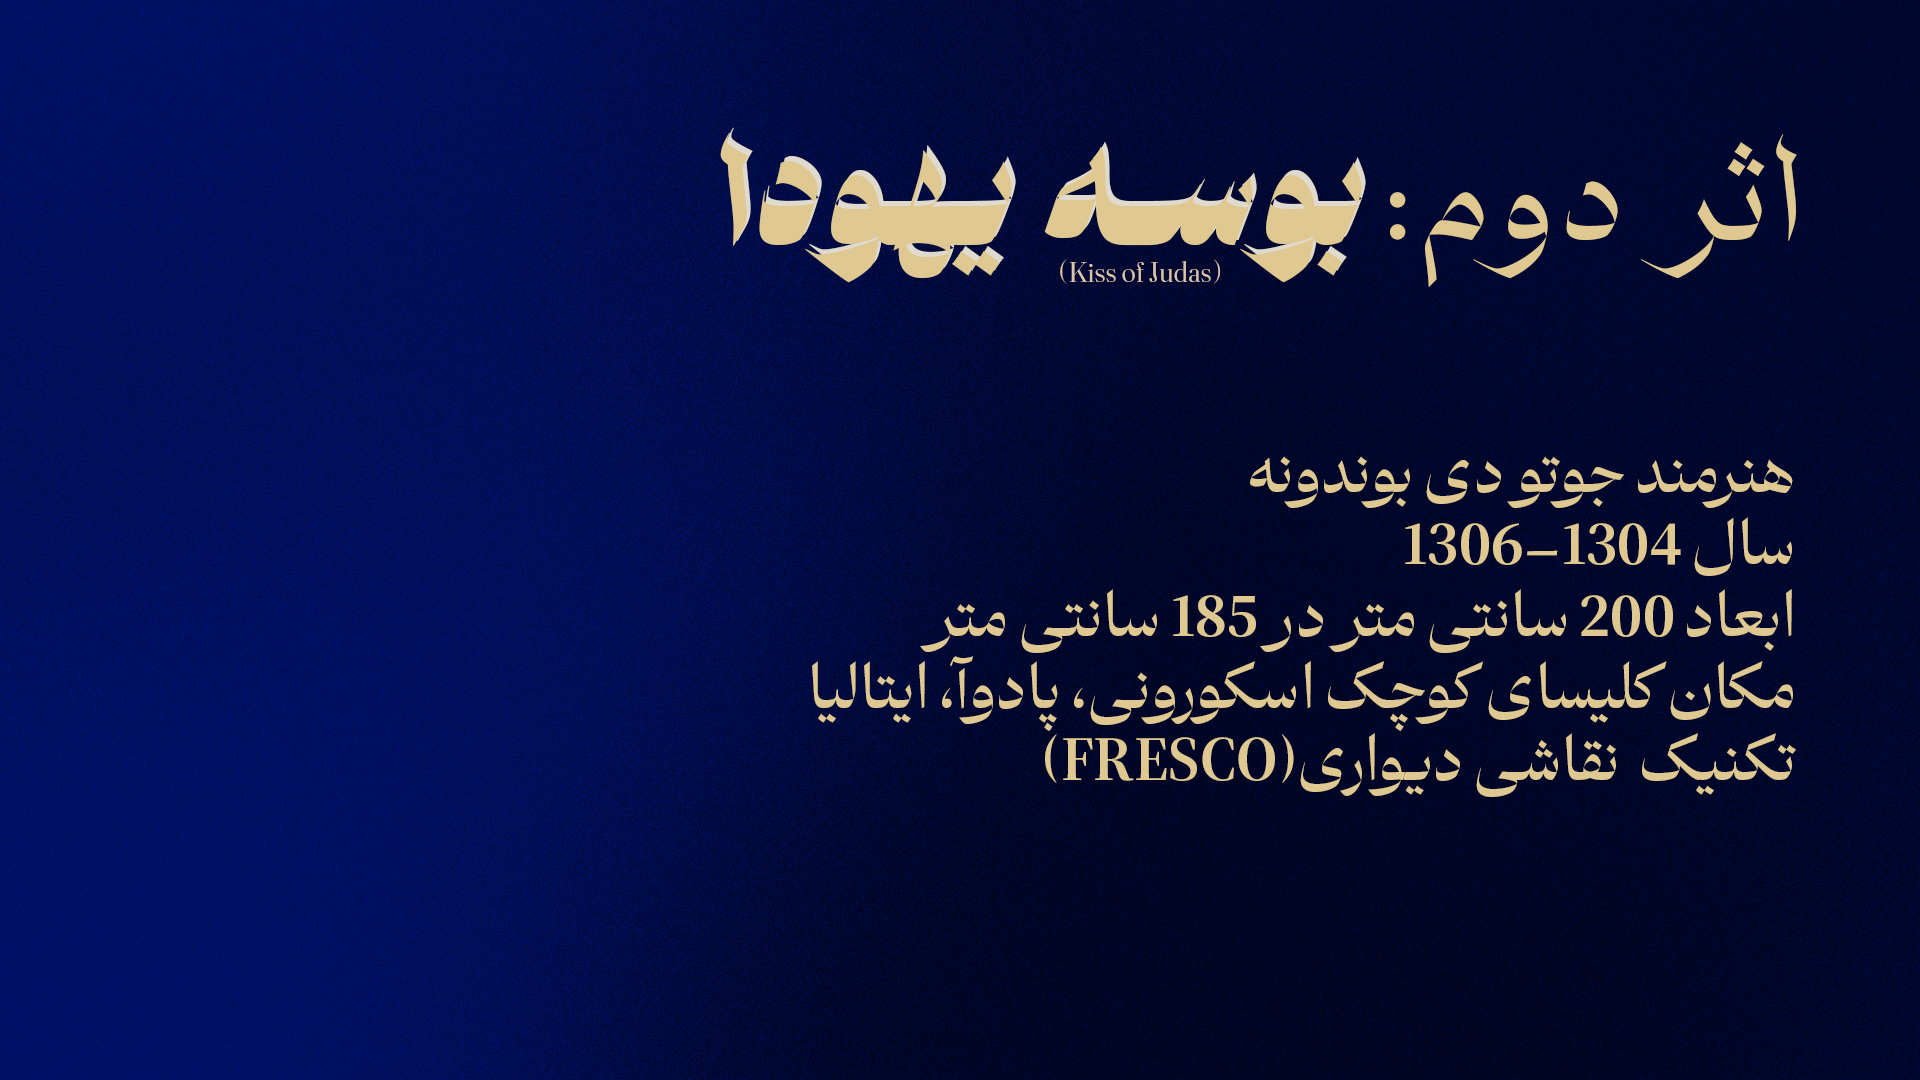 اثر دوم: بوسه یهودا
(Kiss of Judas)
هنرمند جوتو دی بوندونه
سال 1304–1306
ابعاد 200 سانتی متر در 185 سانتی متر
مکان کلیسای کوچک اسکورونی، پادوآ، ایتالیا
تکنیک نقاشی دیواری(FRESCO)